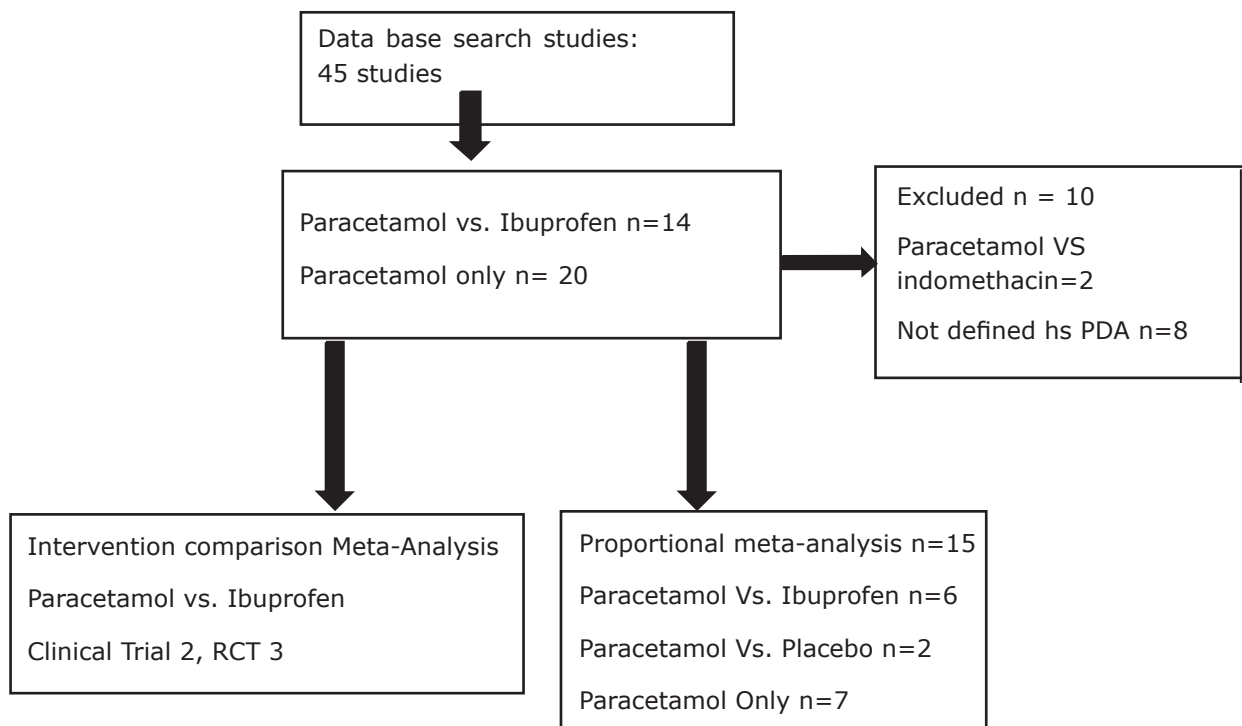 Data base search studies:
45 studies
Paracetamol vs. Ibuprofen n=14
Paracetamol only n= 20
Excluded n = 10
Paracetamol VS
indomethacin=2
Not defined hs PDA n=8
Intervention comparison Meta-Analysis
Paracetamol vs. Ibuprofen
Clinical Trial 2, RCT 3
Proportional meta-analysis n=15
Paracetamol Vs. Ibuprofen n=6
Paracetamol Vs. Placebo n=2
Paracetamol Only n=7